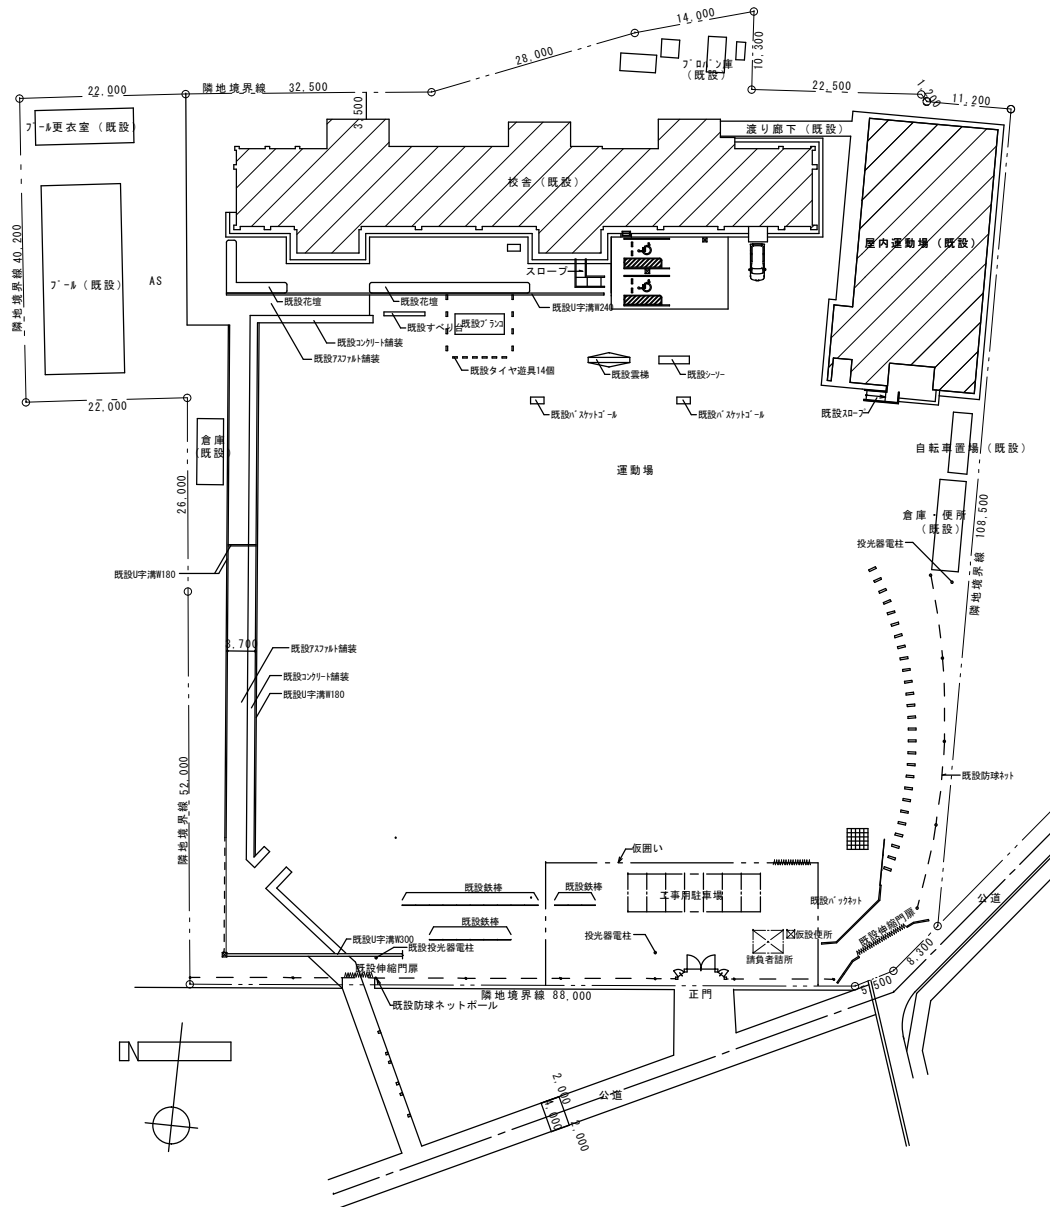 14,000
28,000
10,300
プロパン庫
(既設)
22,000
隣地境界線
32,500
3,500
22,500
1,200
11,200
プール更衣室(既設)
渡り廊下(既設)
校舎(既設)
屋内運動場(既設)
隣地境界線 40,200
プール(既設)
AS
スロープ
既設花壇
既設花壇
既設U字溝W240
既設すべり台
既設ブランコ
既設コンクリート舗装
既設アスファルト舗装
既設タイヤ遊具14個
既設雲梯
既設シーソー
22,000
既設バスケットゴール
既設バスケットゴール
既設スロープ
倉庫
(既設)
自転車置場(既設)
運動場
26,000
倉庫・便所
(既設)
隣地境界線 108,500
投光器電柱
既設U字溝W180
3,700
既設アスファルト舗装
既設コンクリート舗装
既設U字溝W180
隣地境界線 52,000
既設防球ネット
仮囲い
既設鉄棒
既設鉄棒
工事用駐車場
既設バックネット
公道
既設鉄棒
既設U字溝W300
既設投光器電柱
投光器電柱
仮設便所
請負者詰所
既設伸縮門扉
既設伸縮門扉
8,300
5,500
隣地境界線 88,000
正門
既設防球ネットポール
N
2,000
4,000
2,000
公道